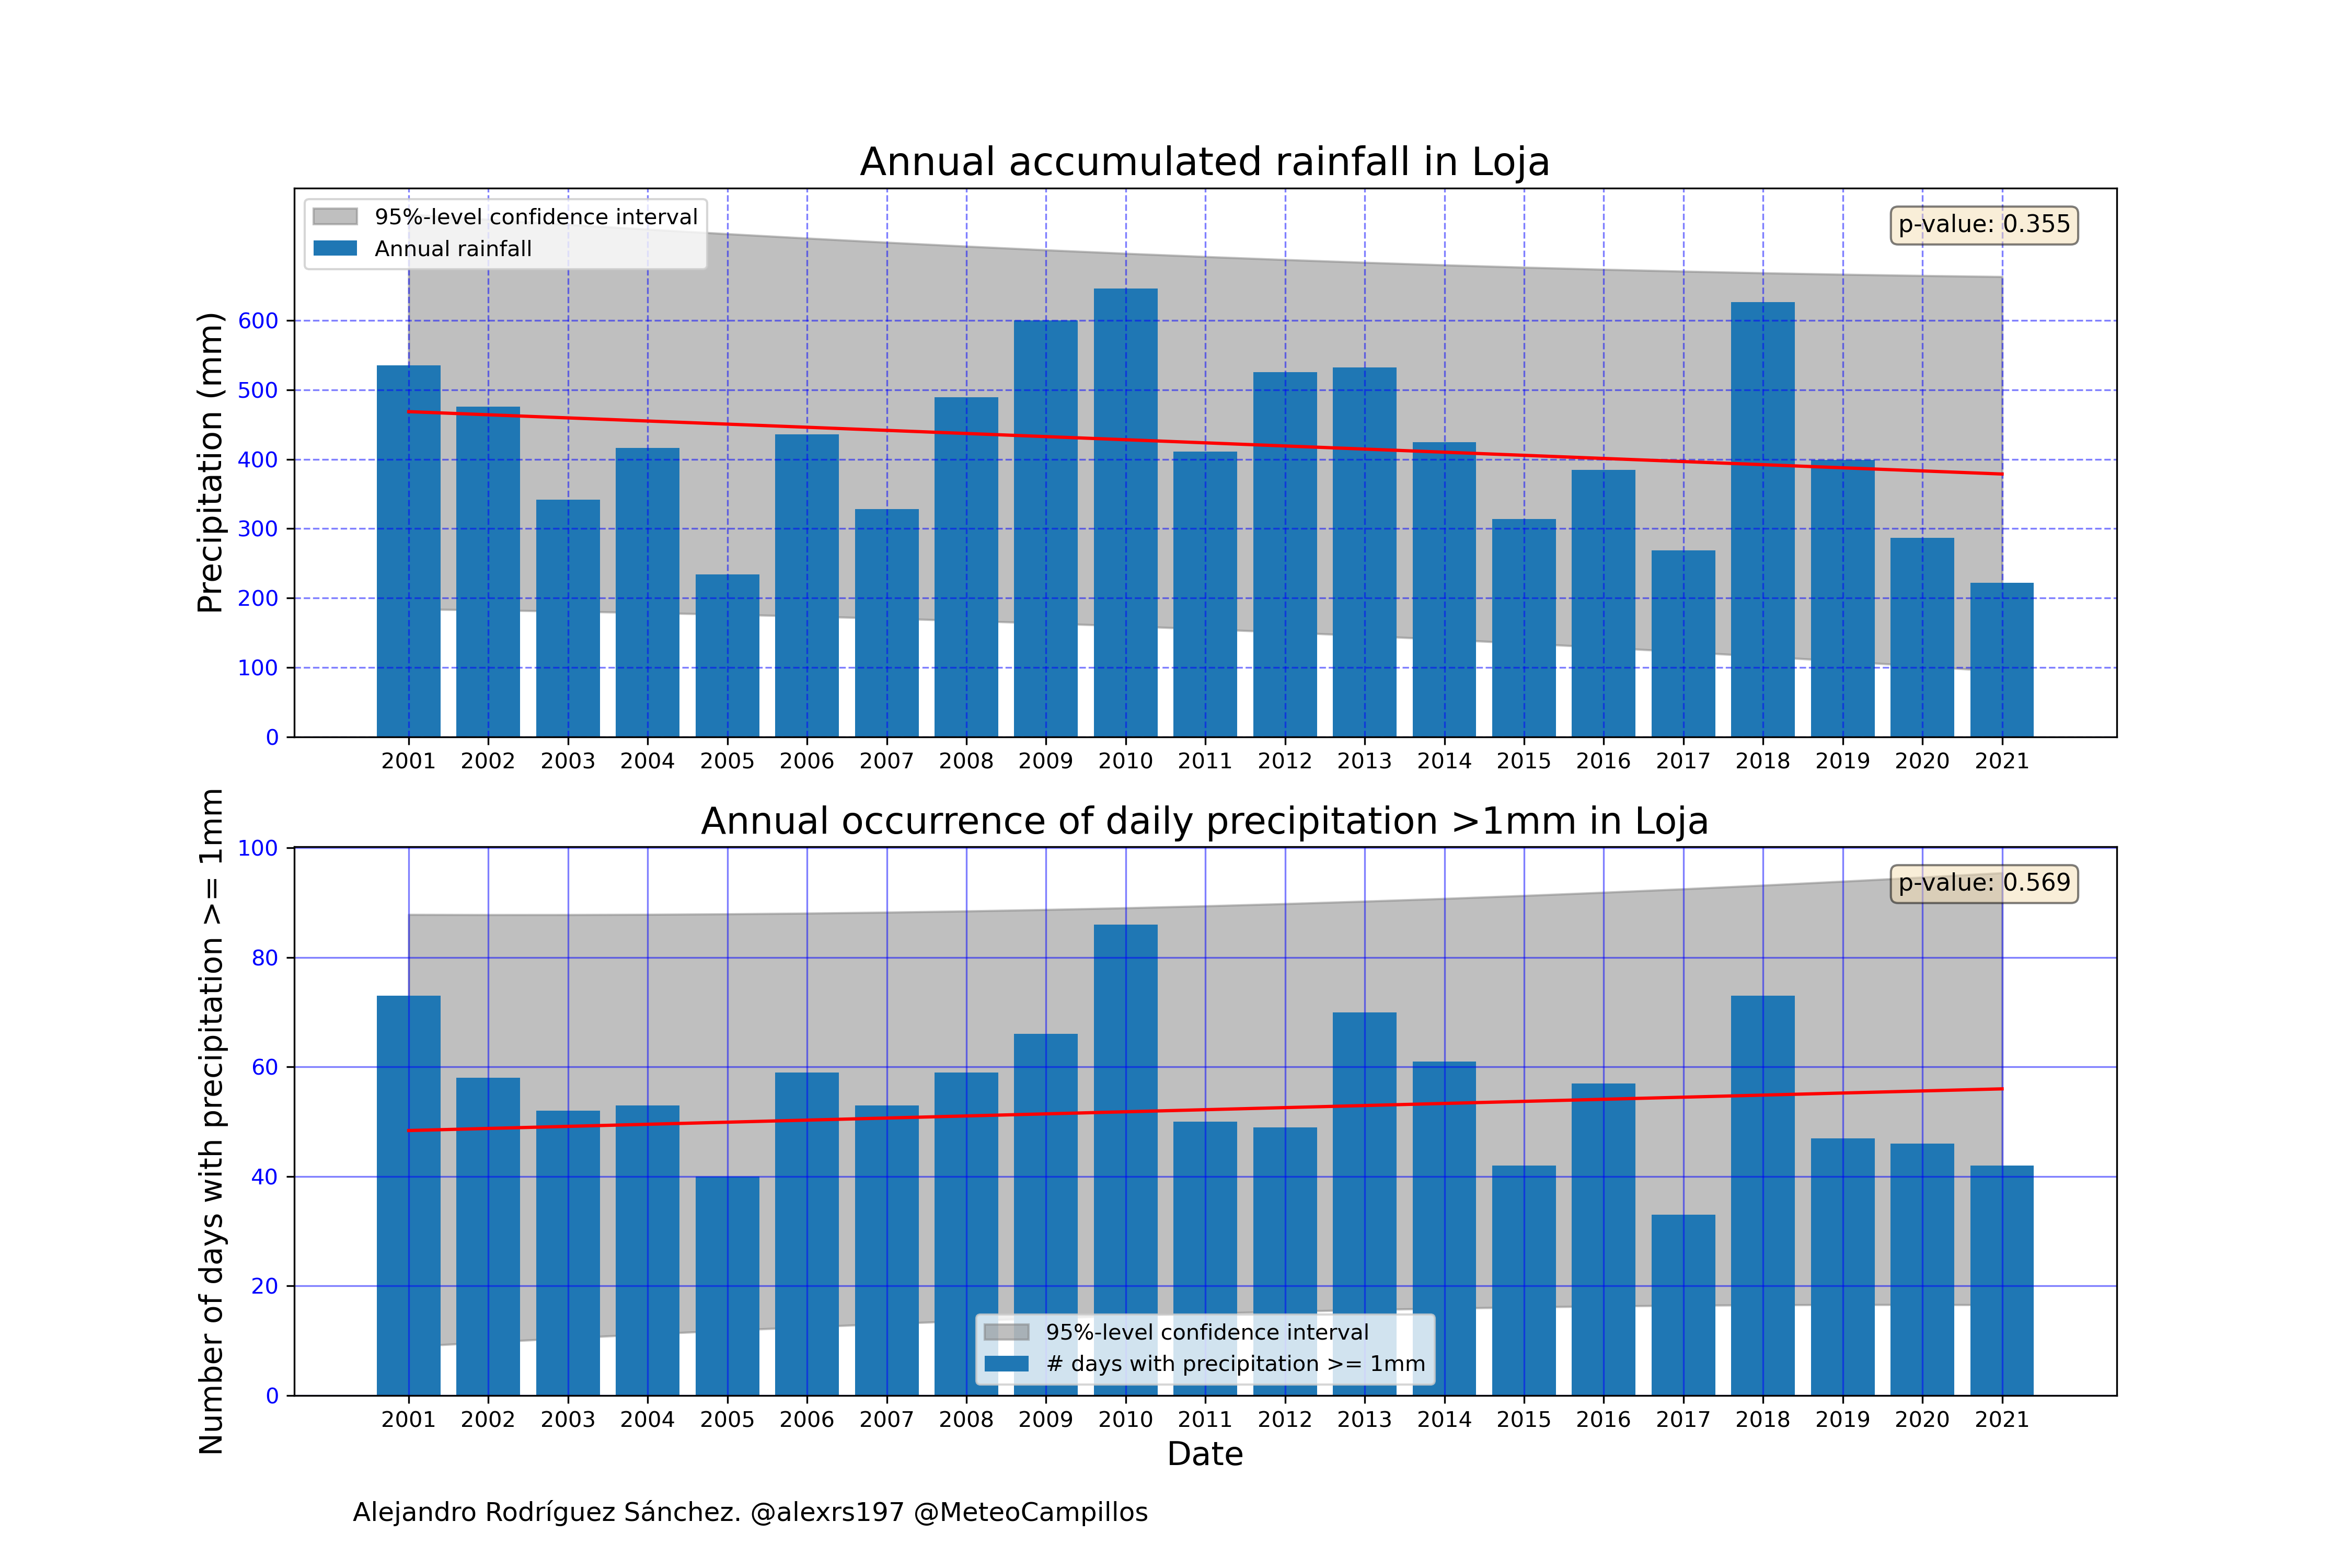 Annual accumulated rainfall in Loja
95%-level confidence interval
Annual rainfall
p-value: 0.355
Precipitation (mm)
600
500
400
300
200
100
0
2001 2002 2003 2004 2005 2006 2007 2008 2009 2010 2011 2012 2013 2014 2015 2016 2017 2018 2019 2020 2021
Annual occurrence of daily precipitation >1mm in Loja
p-value: 0.569
Number of days with precipitation >= 1mm
100
80
60
40
20
0
95%-level confidence interval
# days with precipitation >= 1mm
2001 2002 2003 2004 2005 2006 2007 2008 2009 2010 2011 2012 2013 2014 2015 2016 2017 2018 2019 2020 2021
Date
Alejandro Rodríguez Sánchez. @alexrs197 @MeteoCampillos